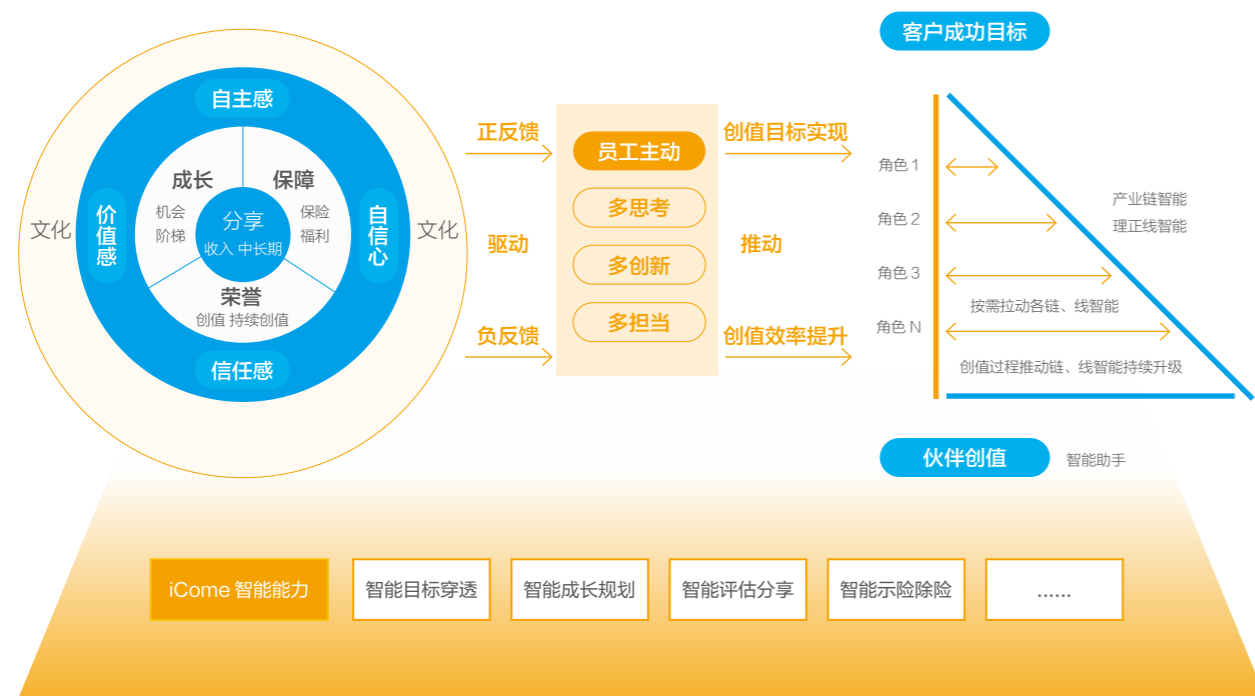 客户成功目标
自主感
成长
保障
机会
阶梯
分享
收入 中长期
保险
福利
荣誉
创值 持续创值
信任感
价值感
自信心
文化
文化
正反馈
驱动
负反馈
员工主动
多思考
多创新
多担当
创值目标实现
推动
创值效率提升
角色 1
角色 2
角色 3
角色 N
产业链智能
理正线智能
按需拉动各链、线智能
创值过程推动链、线智能持续升级
伙伴创值
智能助手
iCome 智能能力
智能目标穿透
智能成长规划
智能评估分享
智能示险除险
......